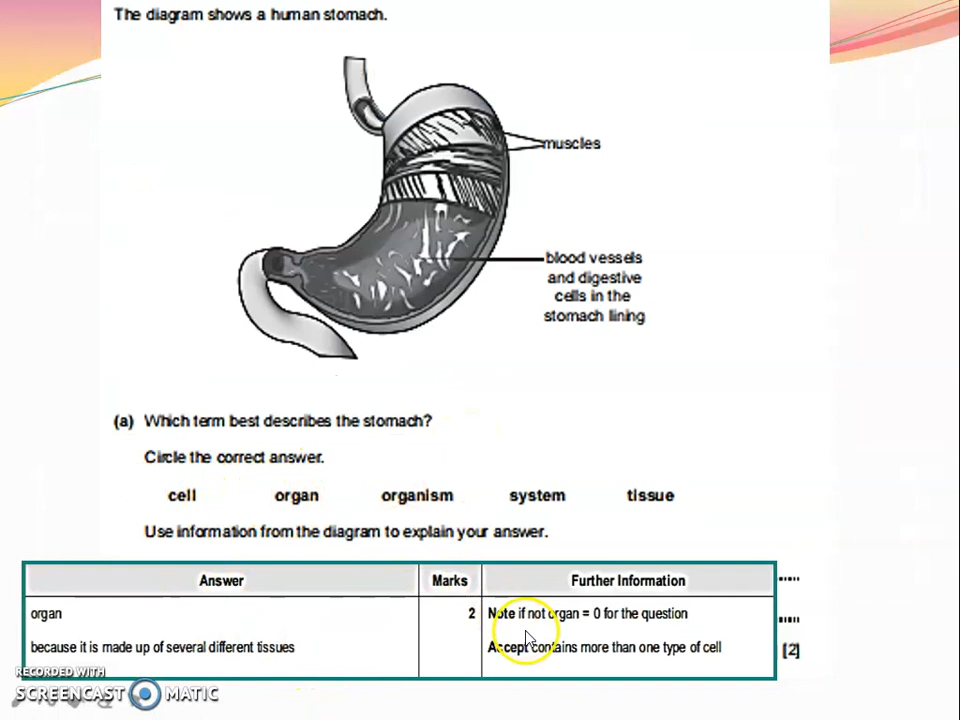 The diagram shows a human stomach.
muscles
blood vessels
and digestive
cells in the
stomach lining
(a) Which term best describes the stomach?
Circle the correct answer.
cell organ organism system tissue
Use information from the diagram to explain your answer.
Answer Marks Further Information
organ 2 Note if not organ = 0 for the question
because it is made up of several different tissues Accept contains more than one type of cell
[2]
RECORDED WITH
SCREENCAST MATIC